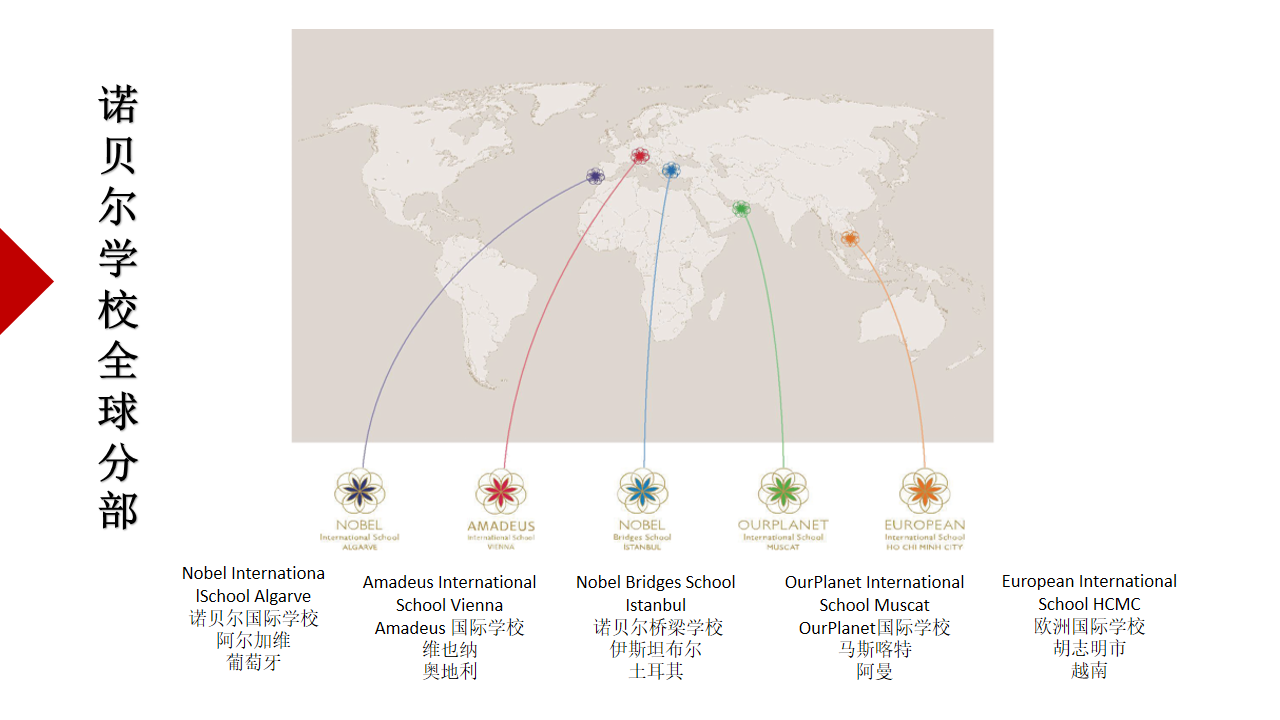 诺贝尔学校全球分部
NOBEL
International School
ALGARVE
AMADEUS
International School
VIENNA
NOBEL
Bridges School
ISTANBUL
OURPLANET
International School
MUSCAT
EUROPEAN
International School
HO CHI MINH CITY
Nobel Internationa
lSchool Algarve
诺贝尔国际学校
阿尔加维
葡萄牙
Amadeus International
School Vienna
Amadeus 国际学校
维也纳
奥地利
Nobel Bridges School
Istanbul
诺贝尔桥梁学校
伊斯坦布尔
土耳其
OurPlanet International
School Muscat
OurPlanet国际学校
马斯喀特
阿曼
European International
School HCMC
欧洲国际学校
胡志明市
越南